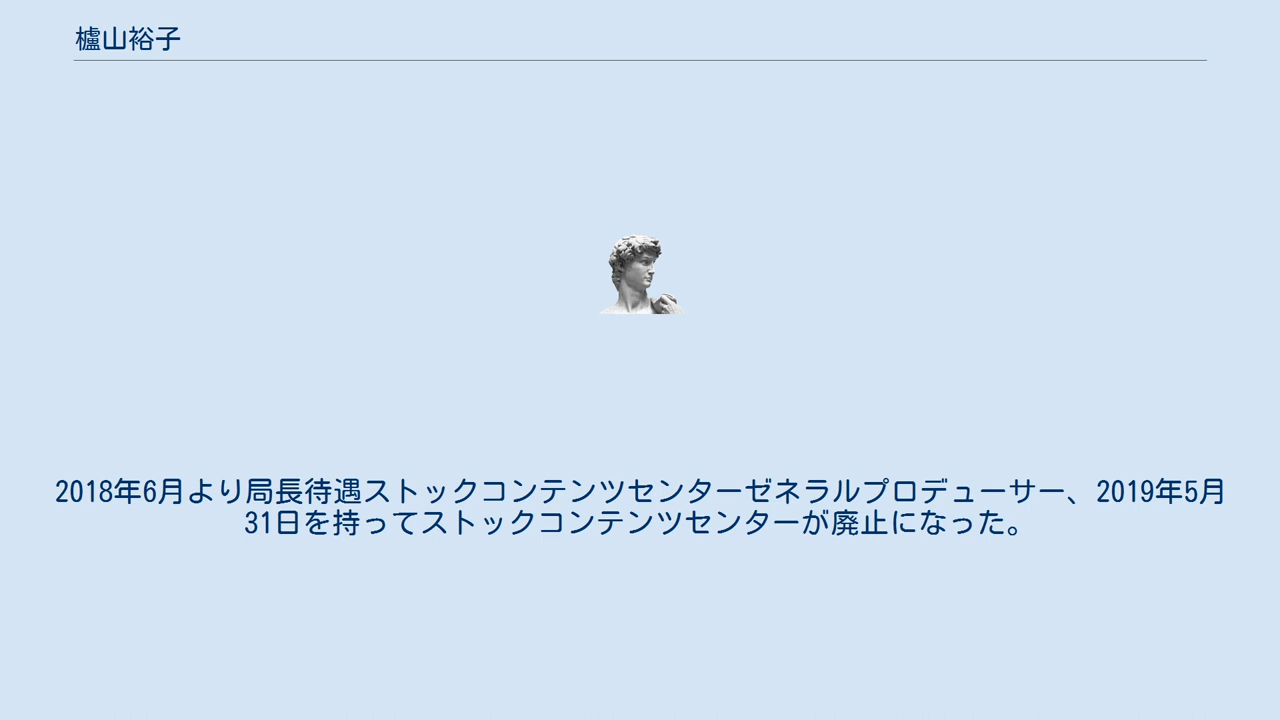 櫨山裕子
2018年6月より局長待遇ストックコンテンツセンターゼネラルプロデューサー、2019年5月
31日を持ってストックコンテンツセンターが廃止になった。